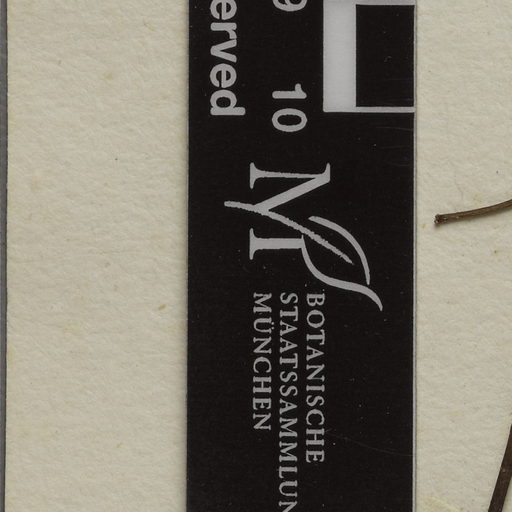 erved
9 10
BOTANISCHE
STAATSSAMMLUN
MÜNCHEN